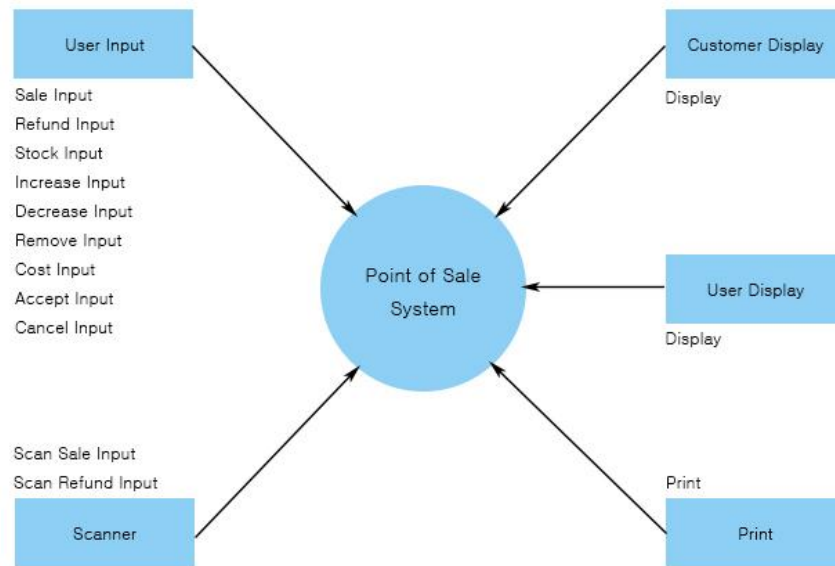 User Input
Sale Input
Refund Input
Stock Input
Increase Input
Decrease Input
Remove Input
Cost Input
Accept Input
Cancel Input
Scan Sale Input
Scan Refund Input
Scanner
Point of Sale
System
Customer Display
Display
User Display
Display
Print
Print